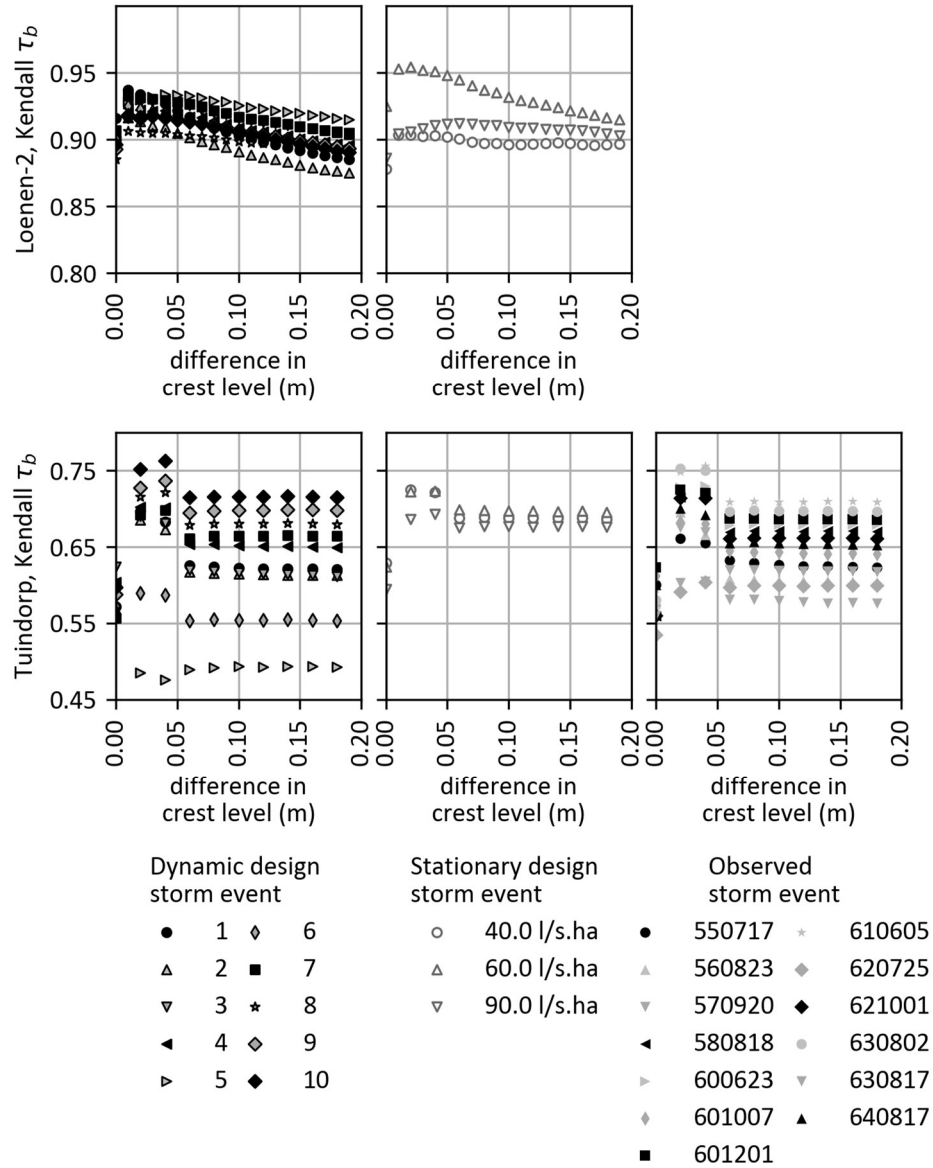 Loenen-2, Kendall τb
0.95
0.90
0.85
0.80
0.00 0.05 0.10 0.15 0.20
difference in
crest level (m)
0.00 0.05 0.10 0.15 0.20
difference in
crest level (m)
Tuindorp, Kendall τb
0.75
0.65
0.55
0.45
0.00 0.05 0.10 0.15 0.20
difference in
crest level (m)
0.00 0.05 0.10 0.15 0.20
difference in
crest level (m)
0.00 0.05 0.10 0.15 0.20
difference in
crest level (m)
Dynamic design
storm event
1 6
2 7
3 8
4 9
5 10
Stationary design
storm event
40.0 l/s.ha
60.0 l/s.ha
90.0 l/s.ha
Observed
storm event
550717 610605
560823 620725
570920 621001
580818 630802
600623 630817
601007 640817
601201